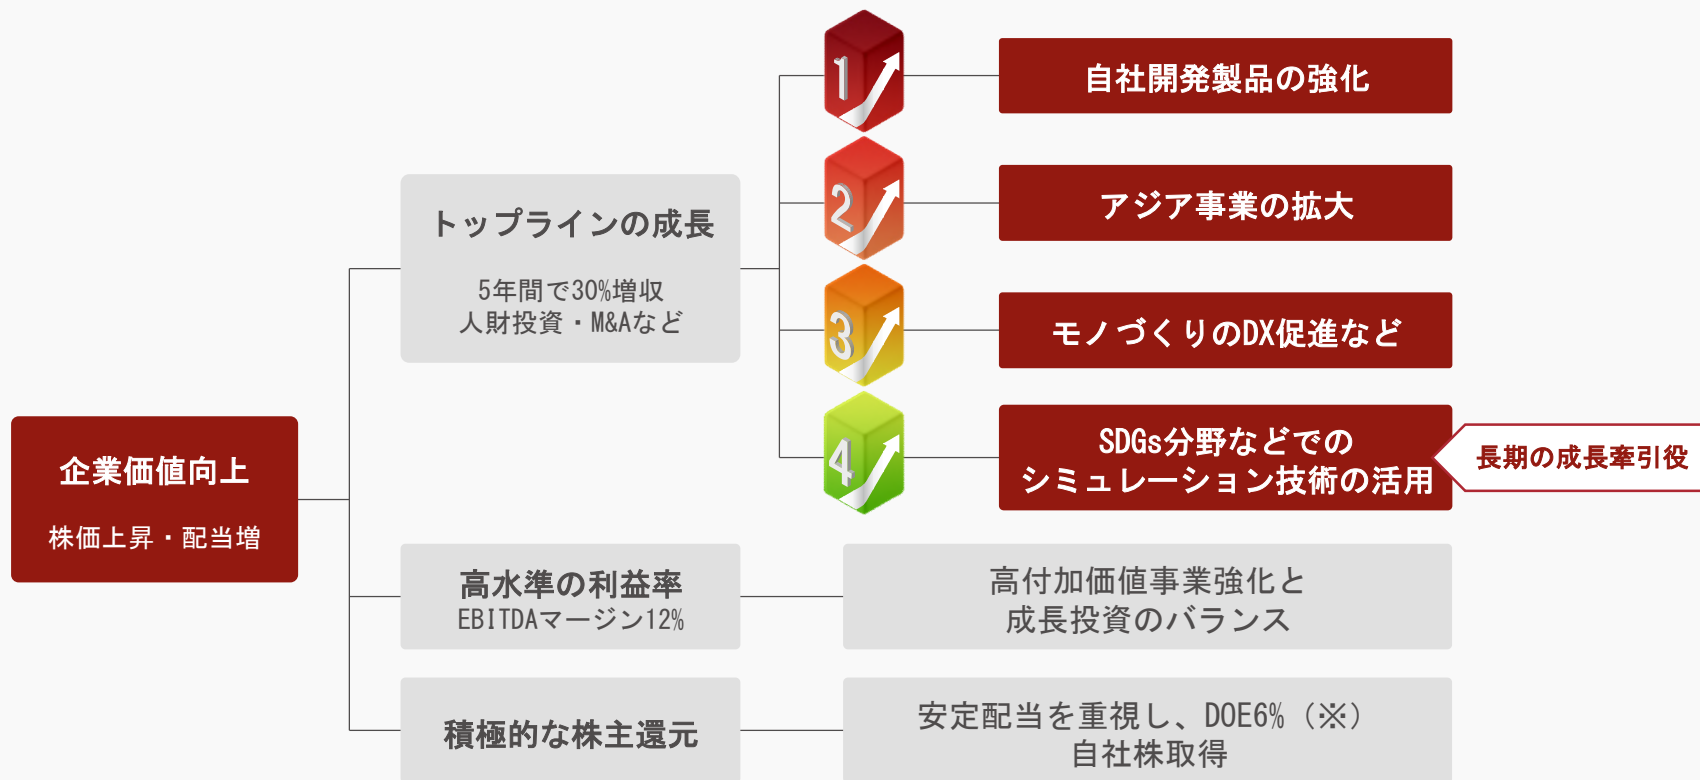 企業価値向上
株価上昇・配当増
トップラインの成長
5年間で30%増収
人財投資・M&Aなど
1
自社開発製品の強化
2
アジア事業の拡大
3
モノづくりのDX促進など
4
SDGs分野などでの
シミュレーション技術の活用
長期の成長牽引役
高水準の利益率
EBITDAマージン12%
高付加価値事業強化と
成長投資のバランス
積極的な株主還元
安定配当を重視し、DOE6%（※）
自社株取得